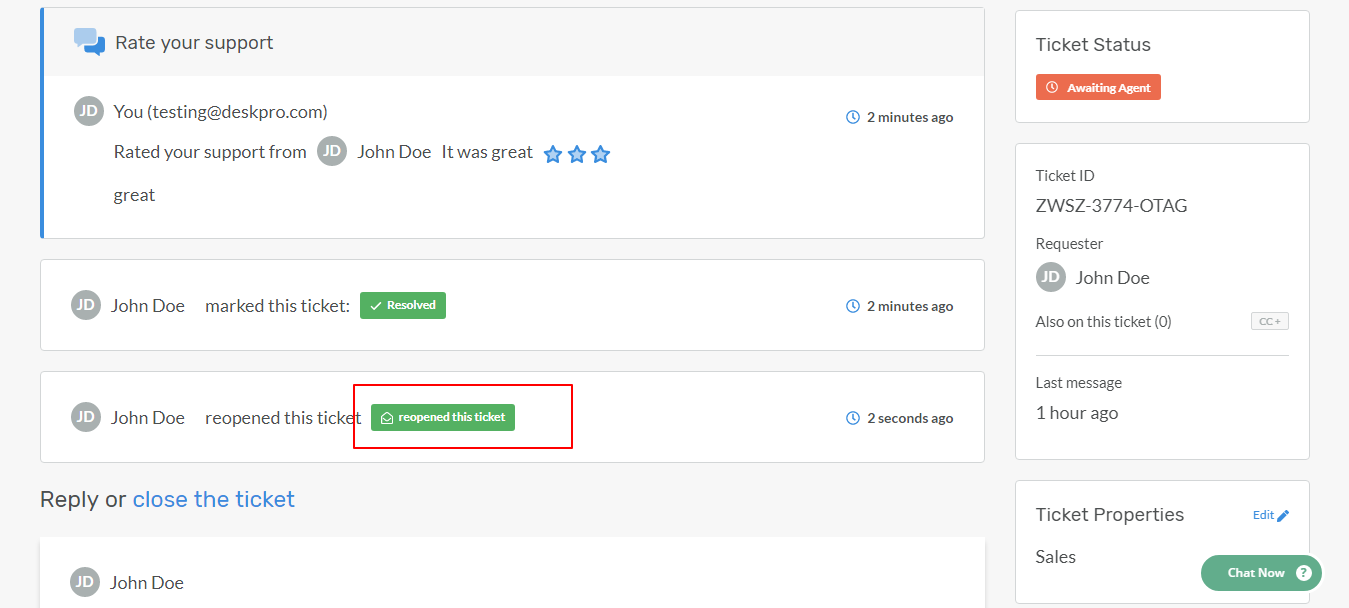 Rate your support
JD You (testing@deskpro.com)
2 minutes ago
Rated your support from JD John Doe It was great
great
JD John Doe marked this ticket: Resolved
2 minutes ago
JD John Doe reopened this ticket reopened this ticket
2 seconds ago
Reply or close the ticket
JD John Doe
Ticket Status
Awaiting Agent
Ticket ID
ZWSZ-3774-OTAG
Requester
JD John Doe
Also on this ticket (0) CC +
Last message
1 hour ago
Ticket Properties Edit
Sales
Chat Now ?